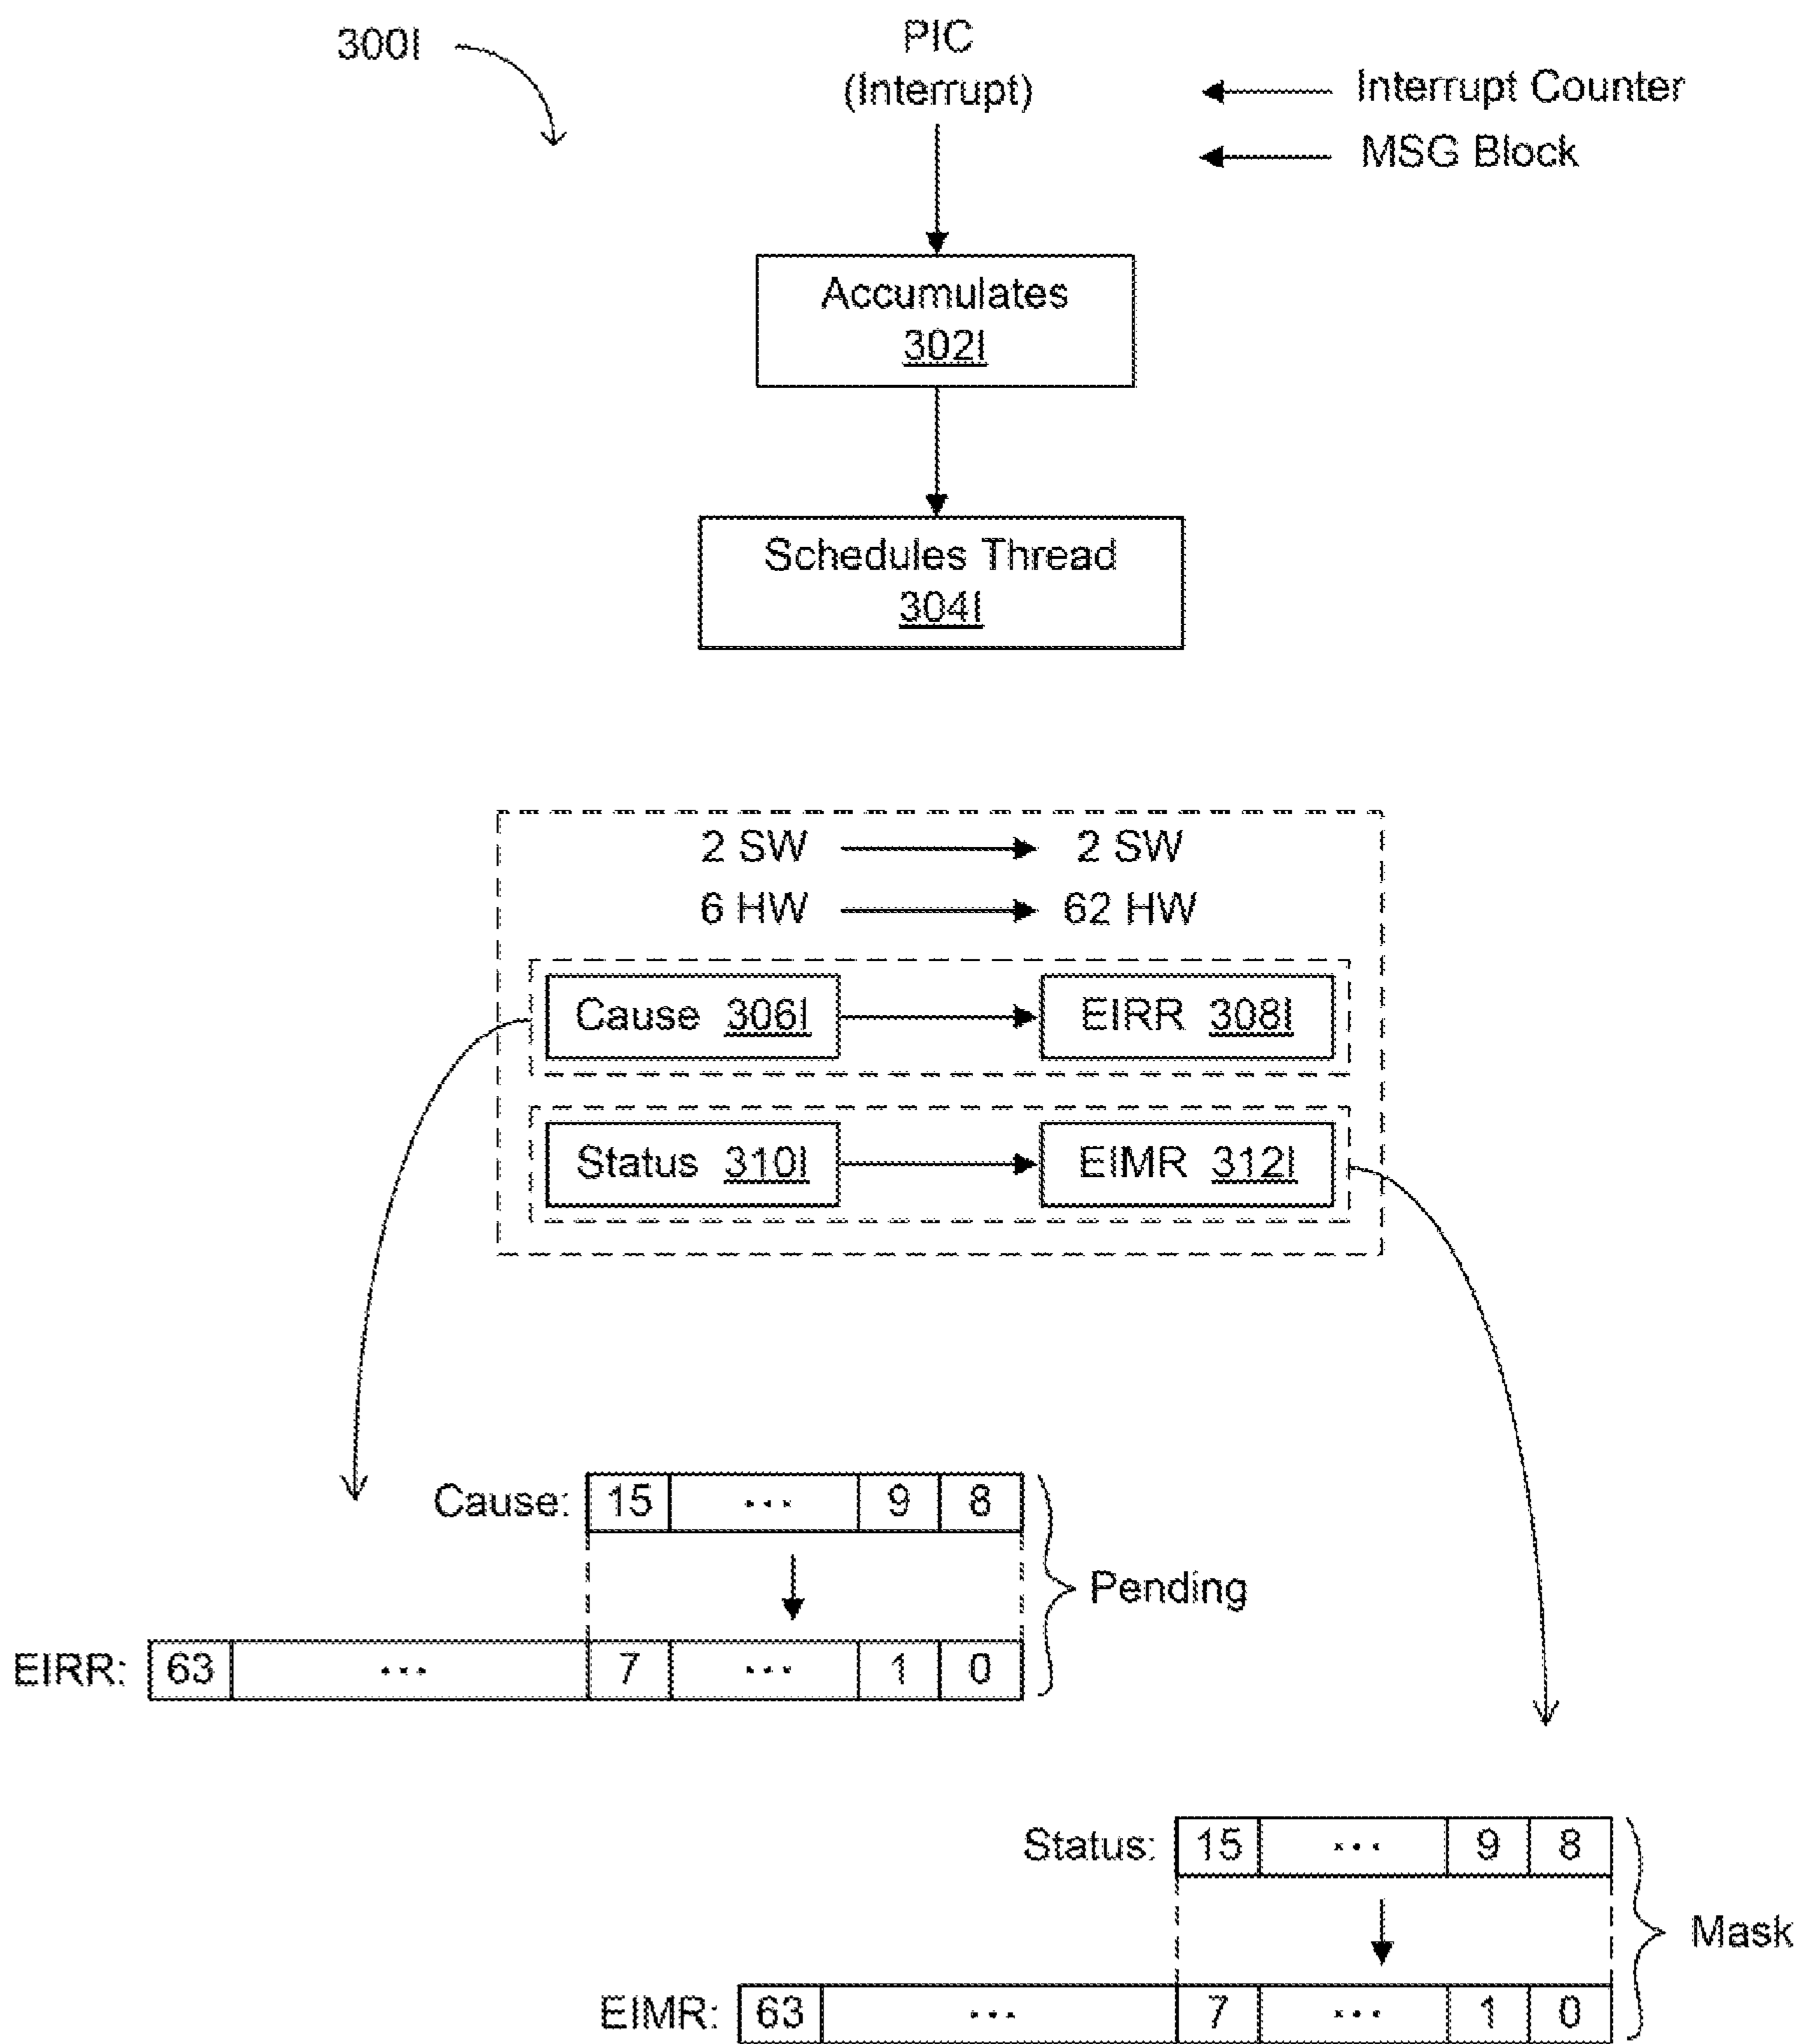 300I
PIC
(Interrupt)
Interrupt Counter
MSG Block
Accumulates
302I
Schedules Thread
304I
2 SW 2 SW
6 HW 62 HW
Cause 306I EIRR 308I
Status 310I EIMR 312I
Cause: 15 ... 9 8
Pending
EIRR: 63 ... 7 ... 1 0
Status: 15 ... 9 8
Mask
EIMR: 63 ... 7 ... 1 0